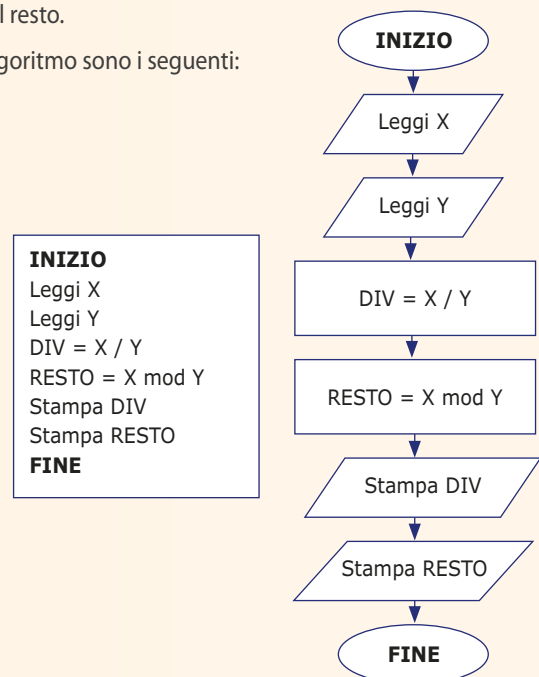 l resto.
goritmo sono i seguenti:
INIZIO
Leggi X
Leggi Y
DIV = X / Y
RESTO = X mod Y
Stampa DIV
Stampa RESTO
FINE
INIZIO
Leggi X
Leggi Y
DIV = X / Y
RESTO = X mod Y
Stampa DIV
Stampa RESTO
FINE